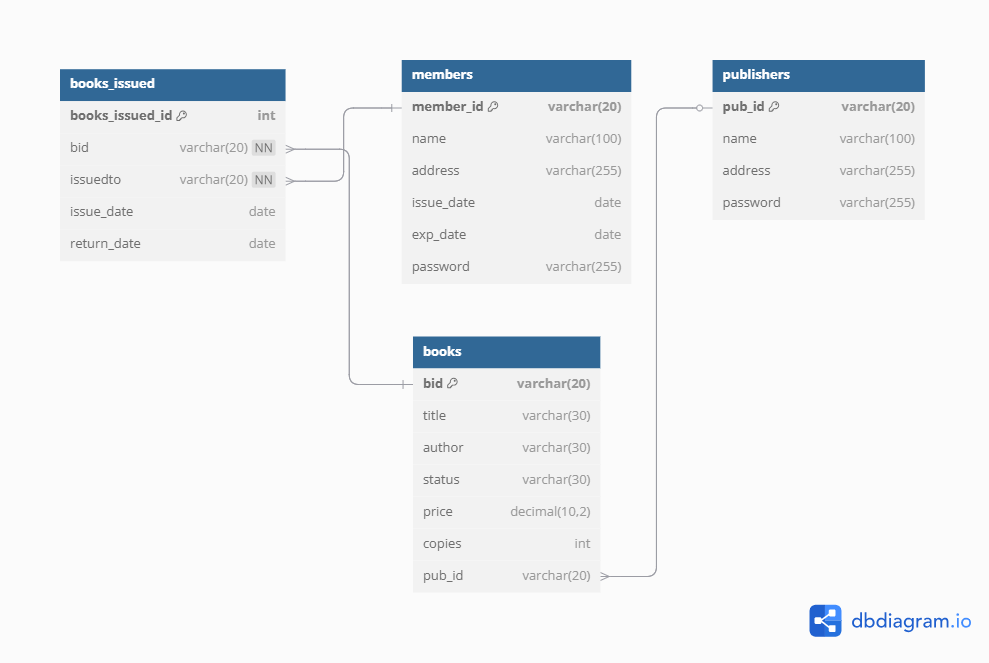 books_issued
books_issued_id int
bid varchar(20) NN
issuedto varchar(20) NN
issue_date date
return_date date
members
member_id varchar(20)
name varchar(100)
address varchar(255)
issue_date date
exp_date date
password varchar(255)
publishers
pub_id varchar(20)
name varchar(100)
address varchar(255)
password varchar(255)
books
bid varchar(20)
title varchar(30)
author varchar(30)
status varchar(30)
price decimal(10,2)
copies int
pub_id varchar(20)
dbdiagram.io